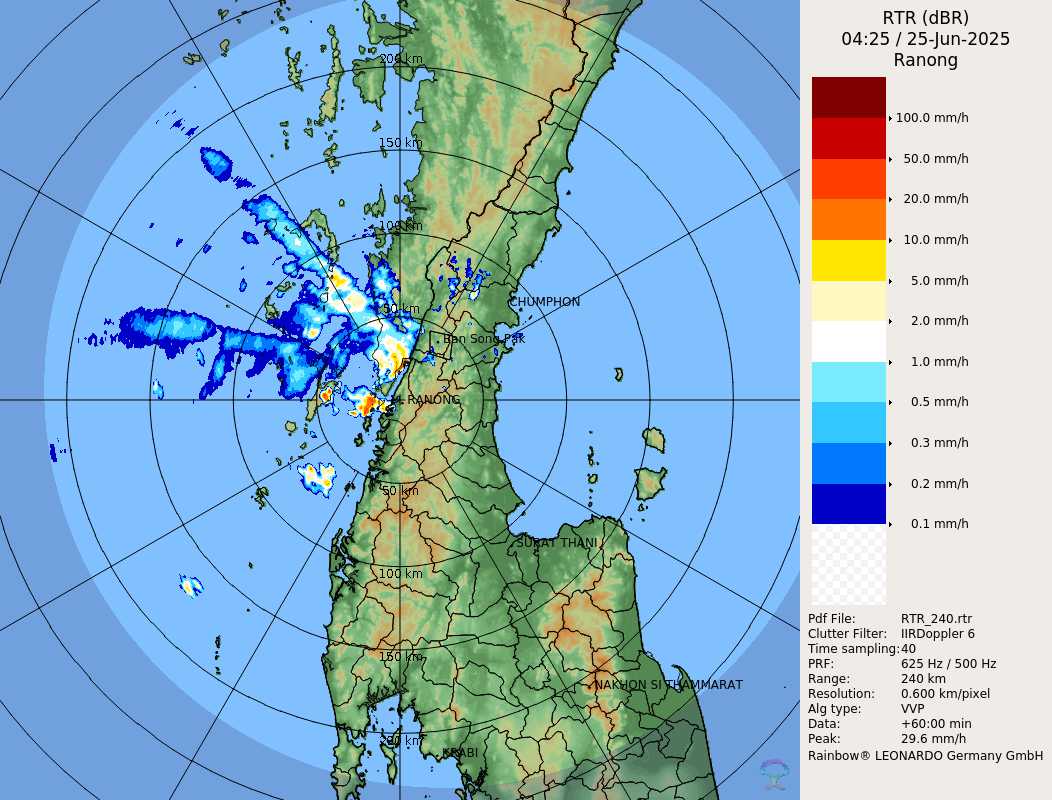 RTR (dBR)
04:25 / 25-Jun-2025
Ranong
100.0 mm/h
50.0 mm/h
20.0 mm/h
10.0 mm/h
5.0 mm/h
2.0 mm/h
1.0 mm/h
0.5 mm/h
0.3 mm/h
0.2 mm/h
0.1 mm/h
Pdf File: RTR_240.rtr
Clutter Filter: IIRDoppler 6
Time sampling: 40
PRF: 625 Hz / 500 Hz
Range: 240 km
Resolution: 0.600 km/pixel
Alg type: VVP
Data: +60:00 min
Peak: 29.6 mm/h
Rainbow® LEONARDO Germany GmbH
200 km
150 km
100 km
50 km
CHUMPHON
Ban Song Pak
RANONG
50 km
SURAT THANI
100 km
150 km
NAKHON SI THAMMARAT
200 km
KRABI